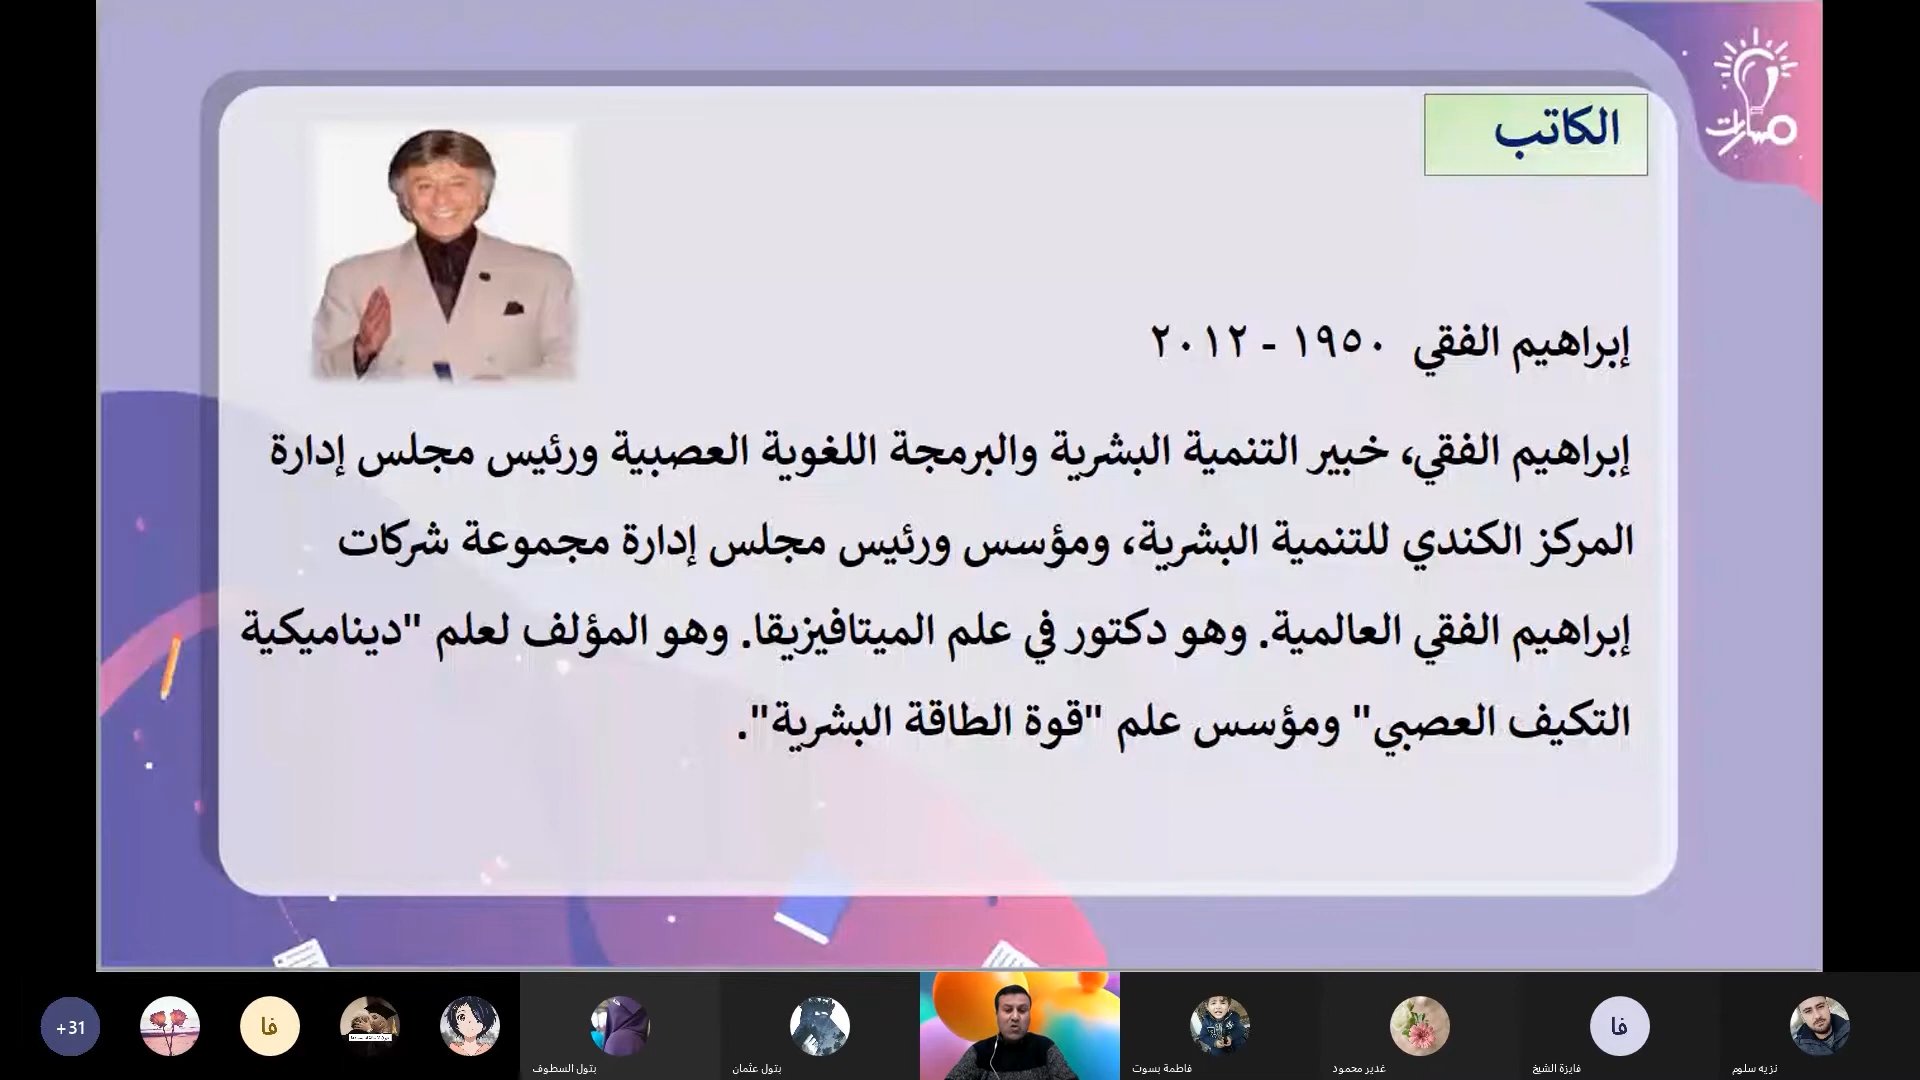 مسارات
الكاتب
إبراهيم الفقي ١٩٥٠ - ٢٠١٢
إبراهيم الفقي، خبير التنمية البشرية والبرمجة اللغوية العصبية ورئيس مجلس إدارة
المركز الكندي للتنمية البشرية، ومؤسس ورئيس مجلس إدارة مجموعة شركات
إبراهيم الفقي العالمية. وهو دكتور في علم الميتافيزيقا. وهو المؤلف لعلم "ديناميكية
التكيف العصبي" ومؤسس علم "قوة الطاقة البشرية".
+31
فا
بتول السطوف
بتول عثمان
فاطمة بسوت
غدير محمود
فا
فايزة الشيخ
نزيه سلوم